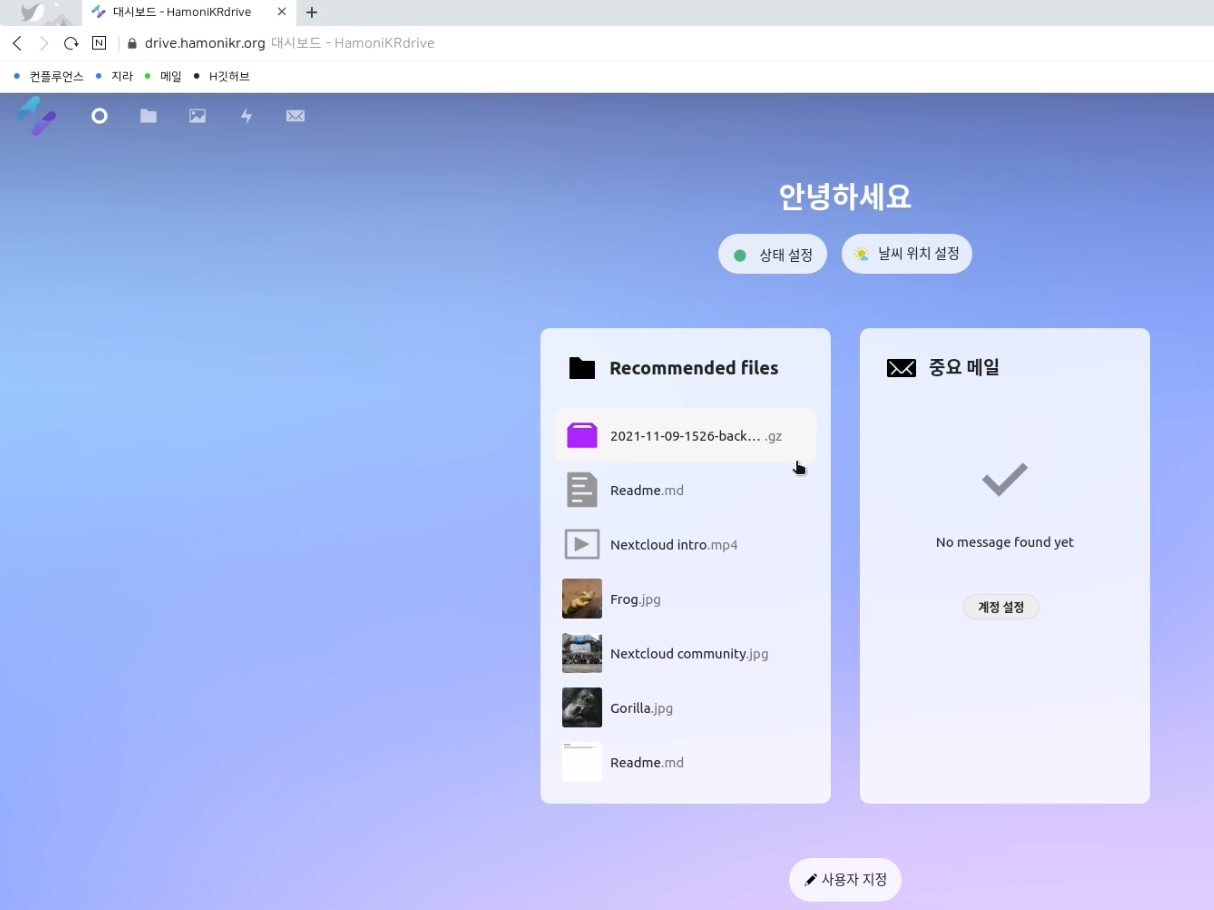 대시보드 - HamoniKRdrive
N
drive.hamonikr.org 대시보드 - HamoniKRdrive
컨플루언스 지라 메일 H깃허브
안녕하세요
상태 설정 날씨 위치 설정
Recommended files
2021-11-09-1526-back... .gz
Readme.md
Nextcloud intro.mp4
Frog.jpg
Nextcloud community.jpg
Gorilla.jpg
Readme.md
중요 메일
No message found yet
계정 설정
사용자 지정